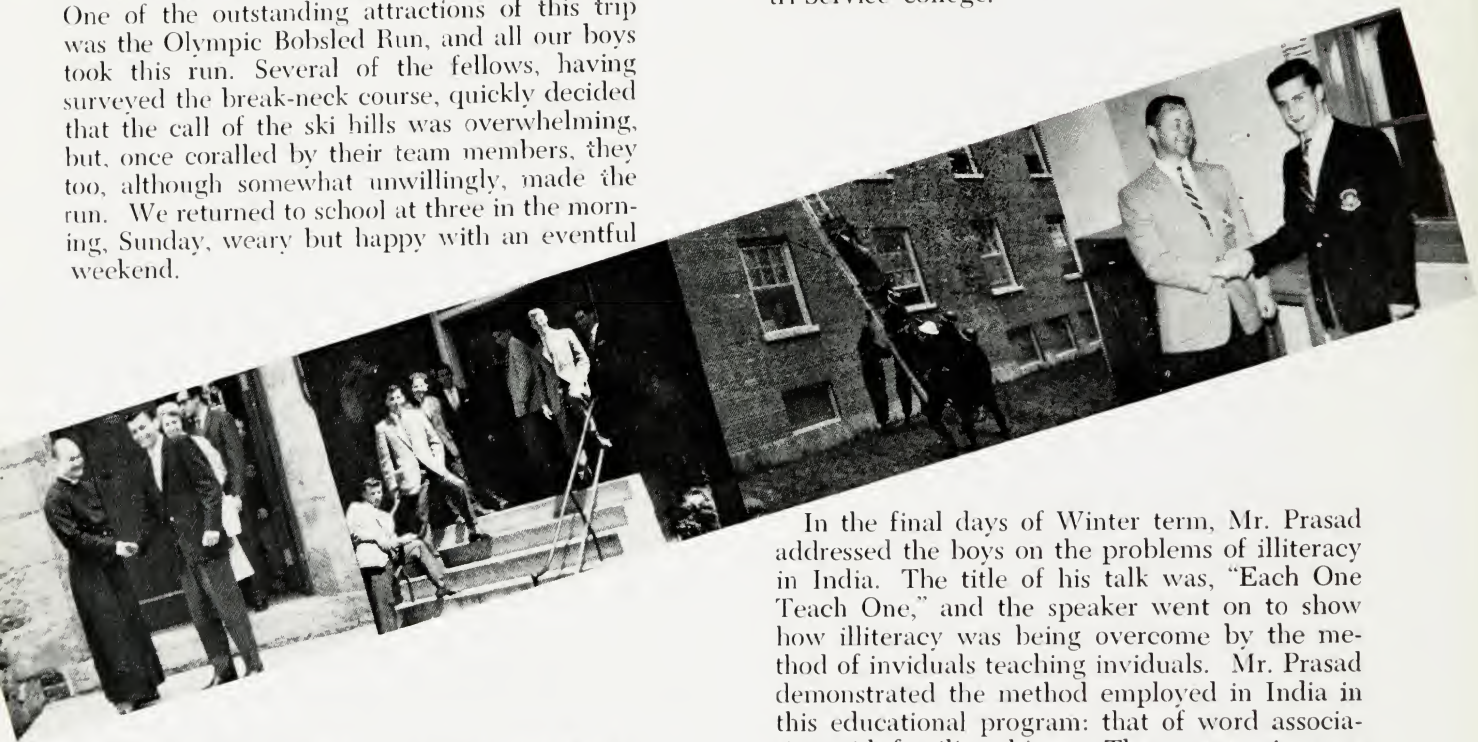 One of the outstanding attractions of this trip
was the Olympic Bobsled Run, and all our boys
took this run. Several of the fellows, having
surveyed the break-neck course, quickly decided
that the call of the ski hills was overwhelming,
but, once coralled by their team members, they
too, although somewhat unwillingly, made the
run. We returned to school at three in the morn-
ing, Sunday, weary but happy with an eventful
weekend.
tri-service college.
In the final days of Winter term, Mr. Prasad
addressed the boys on the problems of illiteracy
in India. The title of his talk was, “Each One
Teach One,” and the speaker went on to show
how illiteracy was being overcome by the me-
thod of inviduals teaching inviduals. Mr. Prasad
demonstrated the method employed in India in
this educational program: that of word associa-